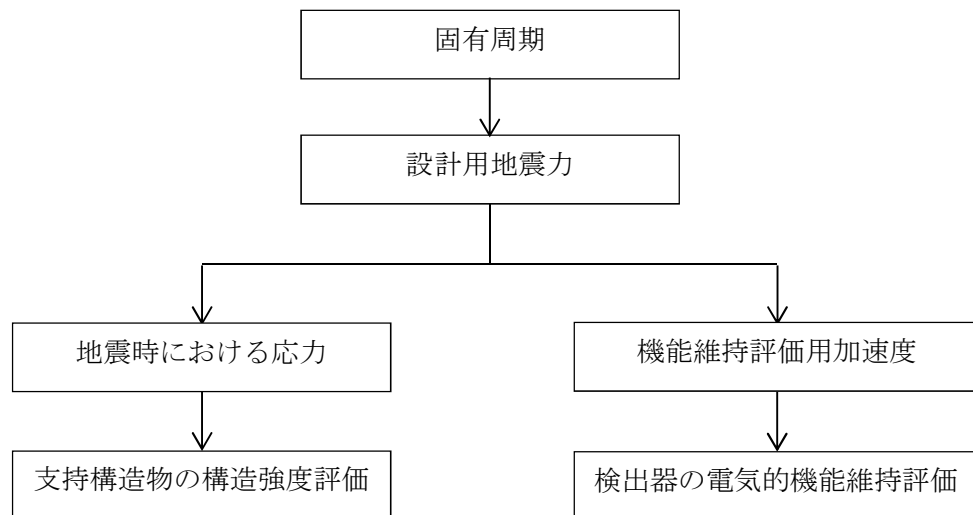 固有周期
設計用地震力
地震時における応力
機能維持評価用加速度
支持構造物の構造強度評価
検出器の電気的機能維持評価